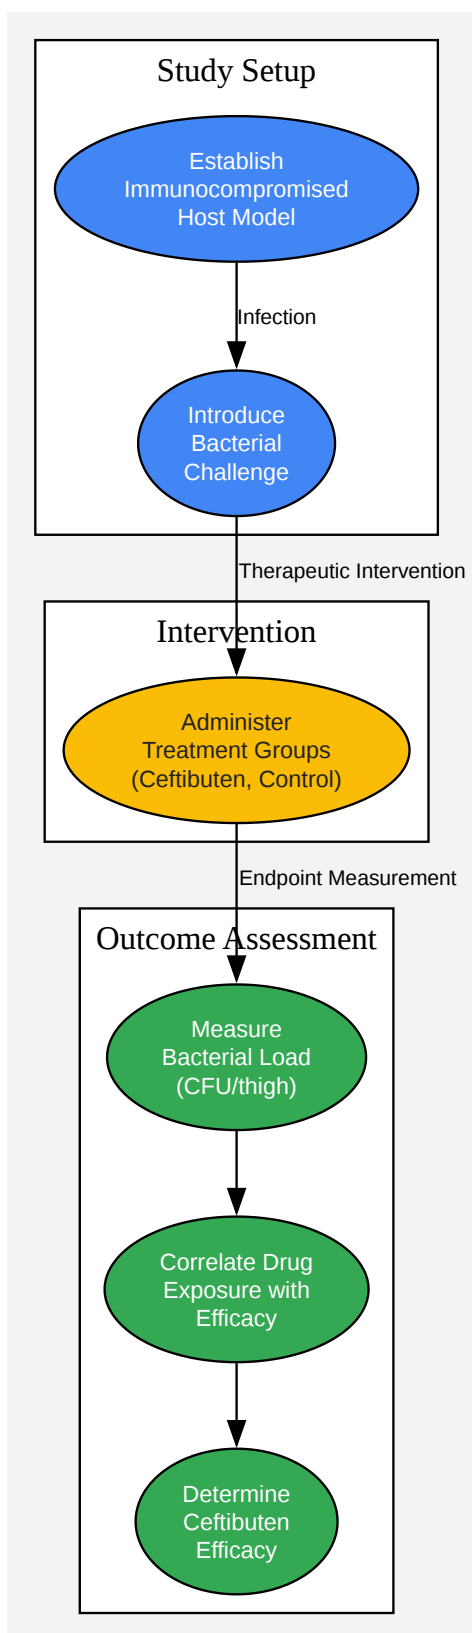 Study Setup
Establish
Immunocompromised
Host Model
Infection
Introduce
Bacterial
Challenge
Therapeutic Intervention
Intervention
Administer
Treatment Groups
(Ceftibuten, Control)
Endpoint Measurement
Outcome Assessment
Measure
Bacterial Load
(CFU/thigh)
Correlate Drug
Exposure with
Efficacy
Determine
Ceftibuten
Efficacy